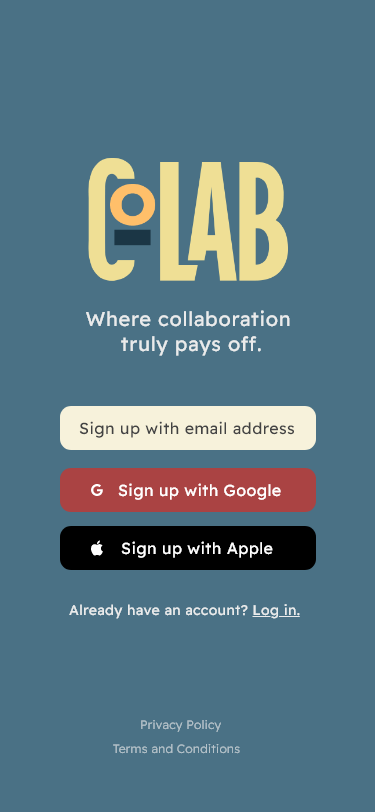 CoLAB
Where collaboration
truly pays off.
Sign up with email address
G Sign up with Google
Sign up with Apple
Already have an account? Log in.
Privacy Policy
Terms and Conditions